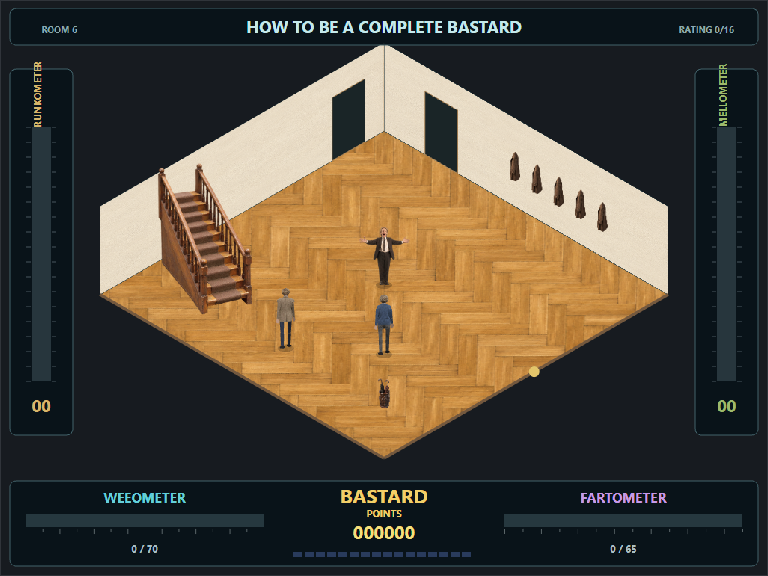 ROOM 6
HOW TO BE A COMPLETE BASTARD
RATING 0/16
RUNKOMETER
MELLOMETER
00
00
WEEOMETER
0 / 70
BASTARD
POINTS
000000
FARTOMETER
0 / 65